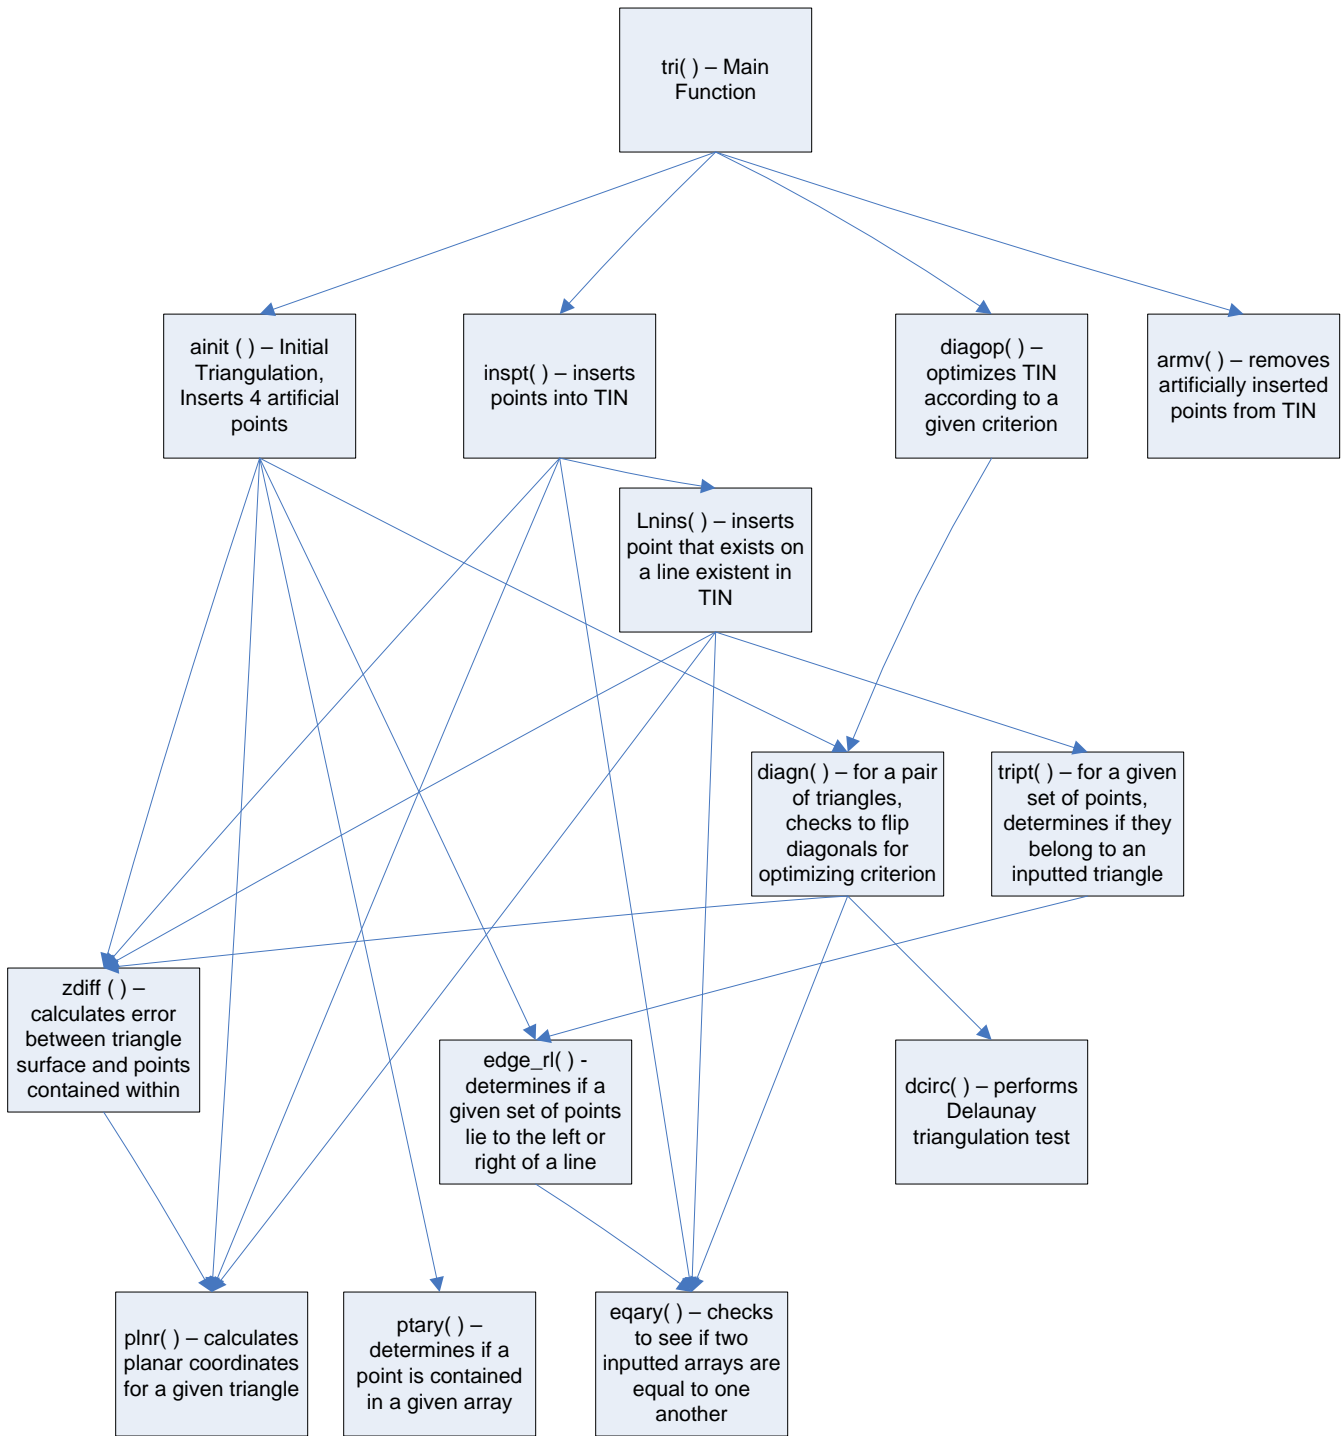 tri( ) – Main
Function
ainit ( ) – Initial
Triangulation,
Inserts 4 artificial
points
inspt( ) – inserts
points into TIN
diagop( ) –
optimizes TIN
according to a
given criterion
armv( ) – removes
artificially inserted
points from TIN
Lnins( ) – inserts
point that exists on
a line existent in
TIN
diagn( ) – for a pair
of triangles,
checks to flip
diagonals for
optimizing criterion
tript( ) – for a given
set of points,
determines if they
belong to an
inputted triangle
zdiff ( ) –
calculates error
between triangle
surface and points
contained within
edge_rl( ) -
determines if a
given set of points
lie to the left or
right of a line
dcirc( ) – performs
Delaunay
triangulation test
plnr( ) – calculates
planar coordinates
for a given triangle
ptary( ) –
determines if a
point is contained
in a given array
eqary( ) – checks
to see if two
inputted arrays are
equal to one
another